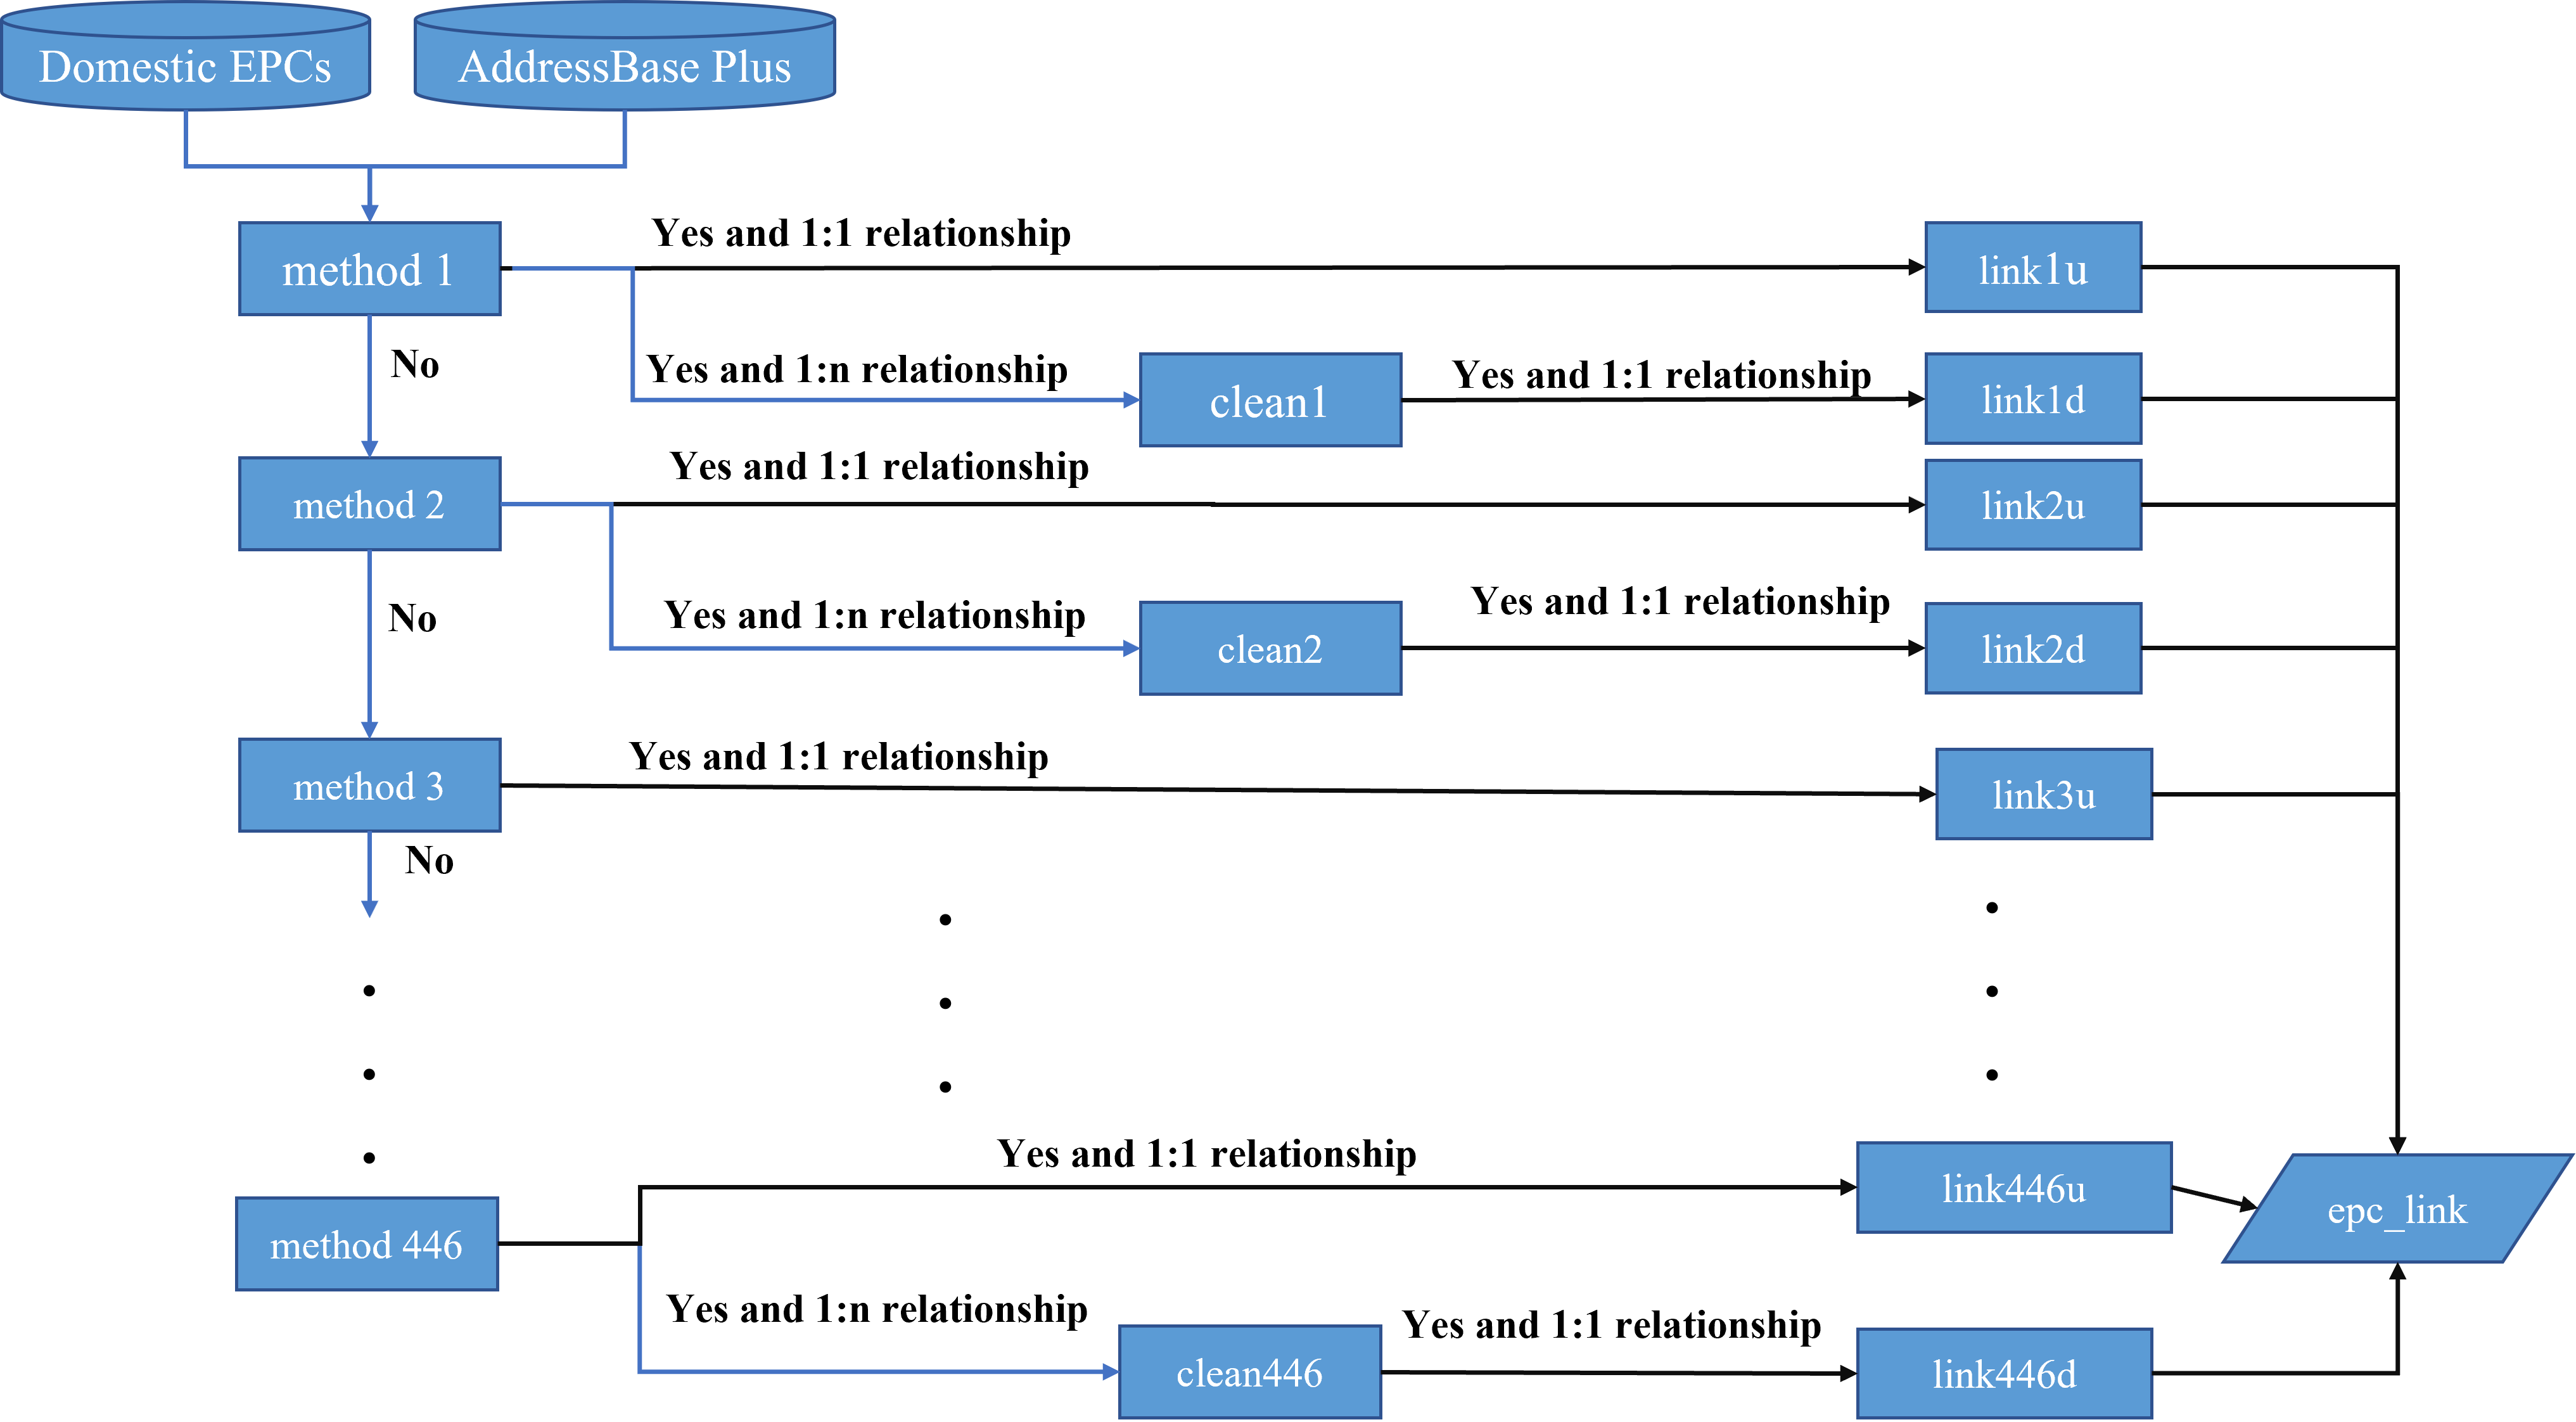 Domestic EPCs
AddressBase Plus
Yes and 1:1 relationship
method 1
link1u
No
Yes and 1:n relationship
clean1
Yes and 1:1 relationship
link1d
Yes and 1:1 relationship
method 2
link2u
No
Yes and 1:n relationship
clean2
Yes and 1:1 relationship
link2d
Yes and 1:1 relationship
method 3
link3u
No
Yes and 1:1 relationship
method 446
link446u
epc_link
Yes and 1:n relationship
clean446
Yes and 1:1 relationship
link446d